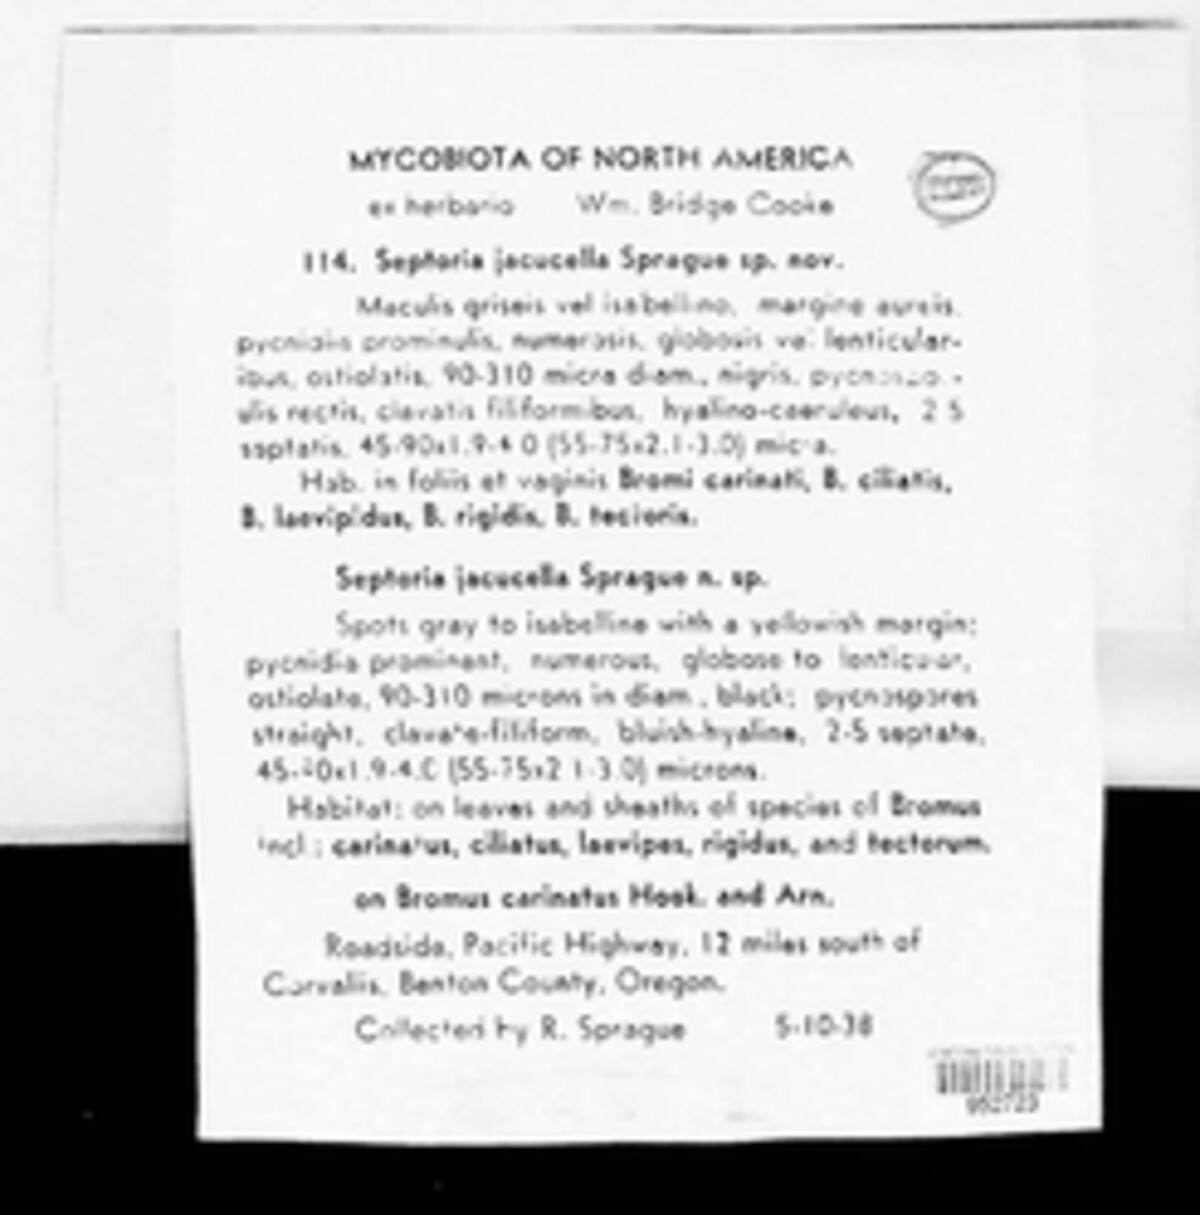 MYCOBIOTA OF NORTH AMERICA
ex herbario Wm. Bridge Cooke
114. Septoria jacucella Sprague sp. nov.
Maculis griseis vel isabellino, margine aureis,
pycnidiis prominulis, numerosis, globosis vel lenticular-
ibus, ostiolatis, 90-310 micra diam., nigris,
ulis rectis, clavatis filiformibus, hyalino-caeruleus, 2 5
septatis, 45-90x1.9-4.0 (55-75x2.1-3.0) micra.
Hab. in foliis et vaginis Bromi carinati, B. ciliatis,
B. laevipidus, B. rigidis, B. tectoris.
Septoria jacucella Sprague n. sp.
Spots gray to isabelline with a yellowish margin;
pycnidia prominent, numerous, globose to lenticular,
ostiolate, 90-310 microns in diam., black; pycnospores
straight, clavate-filiform, bluish-hyaline, 2-5 septate,
45-90x1.9-4.0 (55-75x2.1-3.0) microns.
Habitat: on leaves and sheaths of species of Bromus
incl.: carinatus, ciliatus, laevipes, rigidus, and tectorum.
on Bromus carinatus Hook. and Arn.
Roadside, Pacific Highway, 12 miles south of
Corvallis, Benton County, Oregon.
Collected by R. Sprague 5-10-38